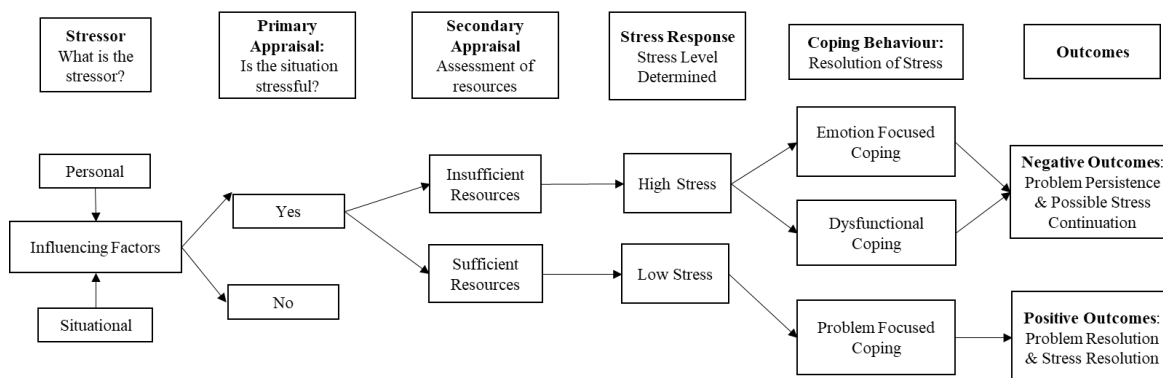 Stressor
What is the
stressor?
Primary
Appraisal:
Is the situation
stressful?
Secondary
Appraisal
Assessment of
resources
Stress Response
Stress Level
Determined
Coping Behaviour:
Resolution of Stress
Outcomes
Personal
Influencing Factors
Situational
Yes
No
Insufficient
Resources
Sufficient
Resources
High Stress
Low Stress
Emotion Focused
Coping
Dysfunctional
Coping
Problem Focused
Coping
Negative Outcomes:
Problem Persistence
& Possible Stress
Continuation
Positive Outcomes:
Problem Resolution
& Stress Resolution